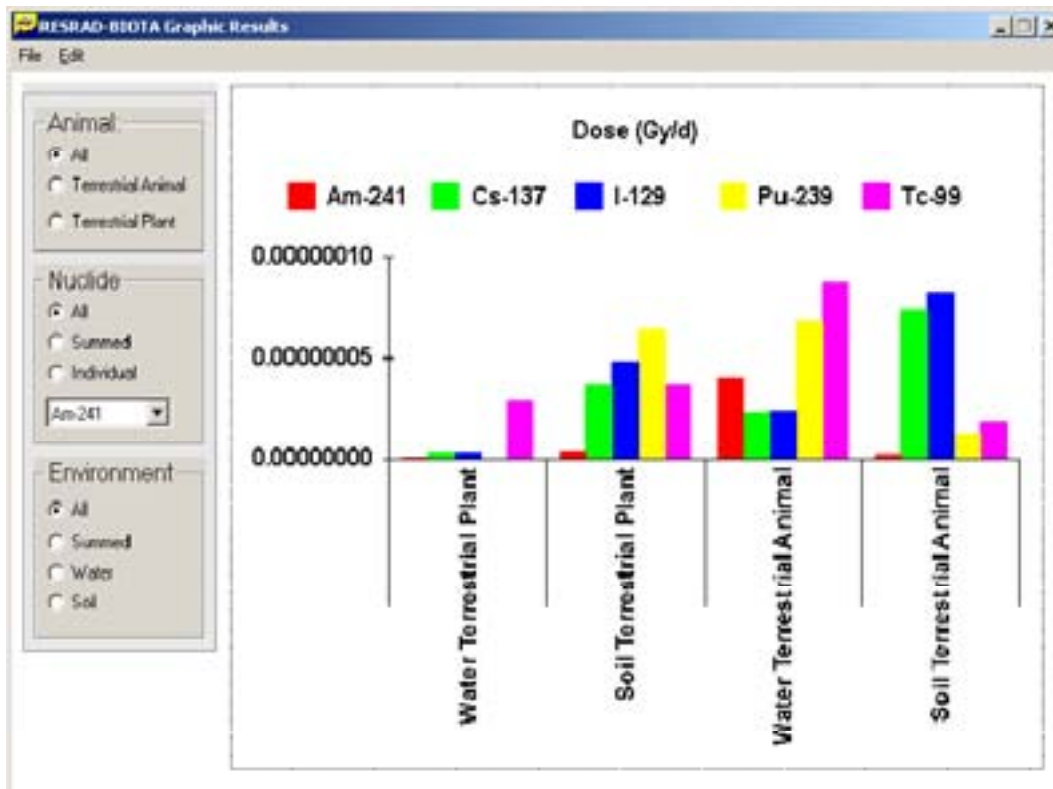 RESRAD-BIOTA Graphic Results
File Edit
Animal
All
Terrestrial Animal
Terrestrial Plant
Nuclide
All
Summed
Individual
Am-241
Environment
All
Summed
Water
Soil
Dose (Gy/d)
Am-241 Cs-137 I-129 Pu-239 Tc-99
0.00000010
0.00000005
0.00000000
Water Terrestrial Plant
Soil Terrestrial Plant
Water Terrestrial Animal
Soil Terrestrial Animal